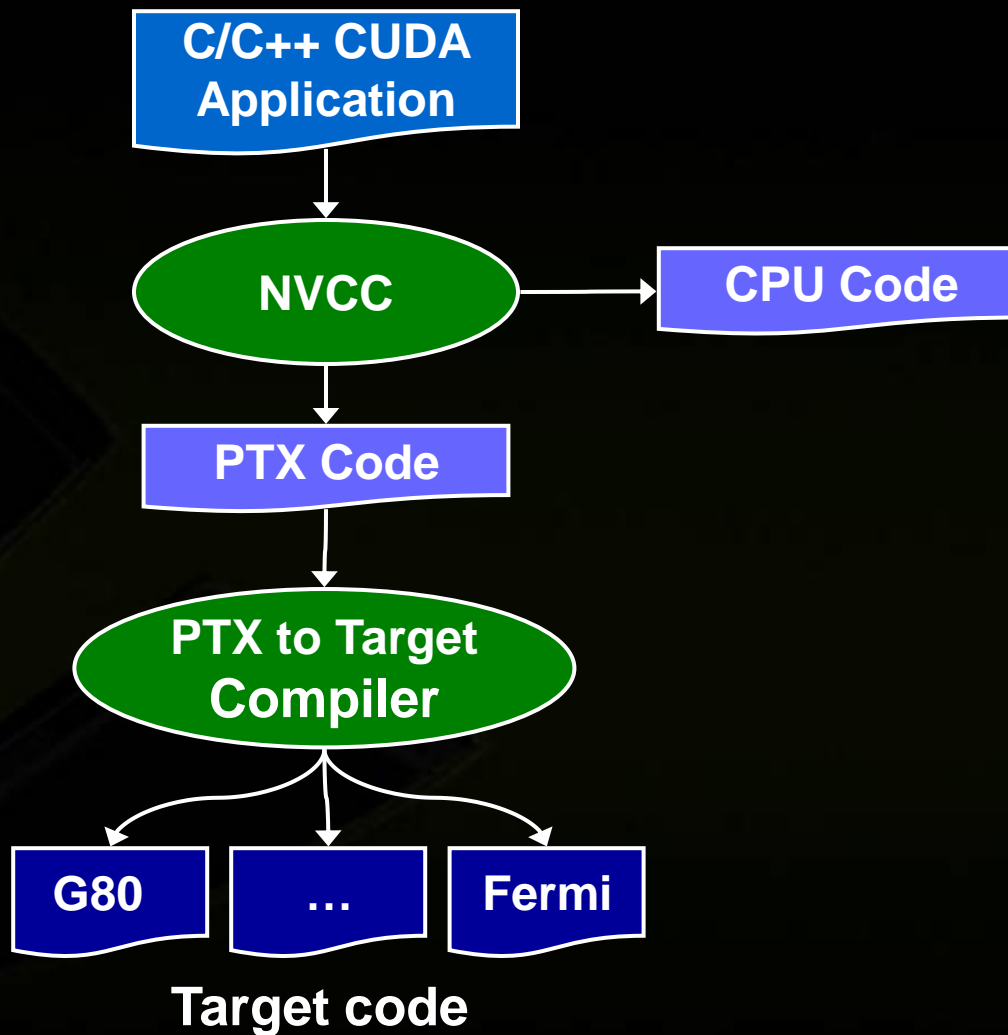 C/C++ CUDA
Application
NVCC
CPU Code
PTX Code
PTX to Target
Compiler
G80
...
Fermi
Target code